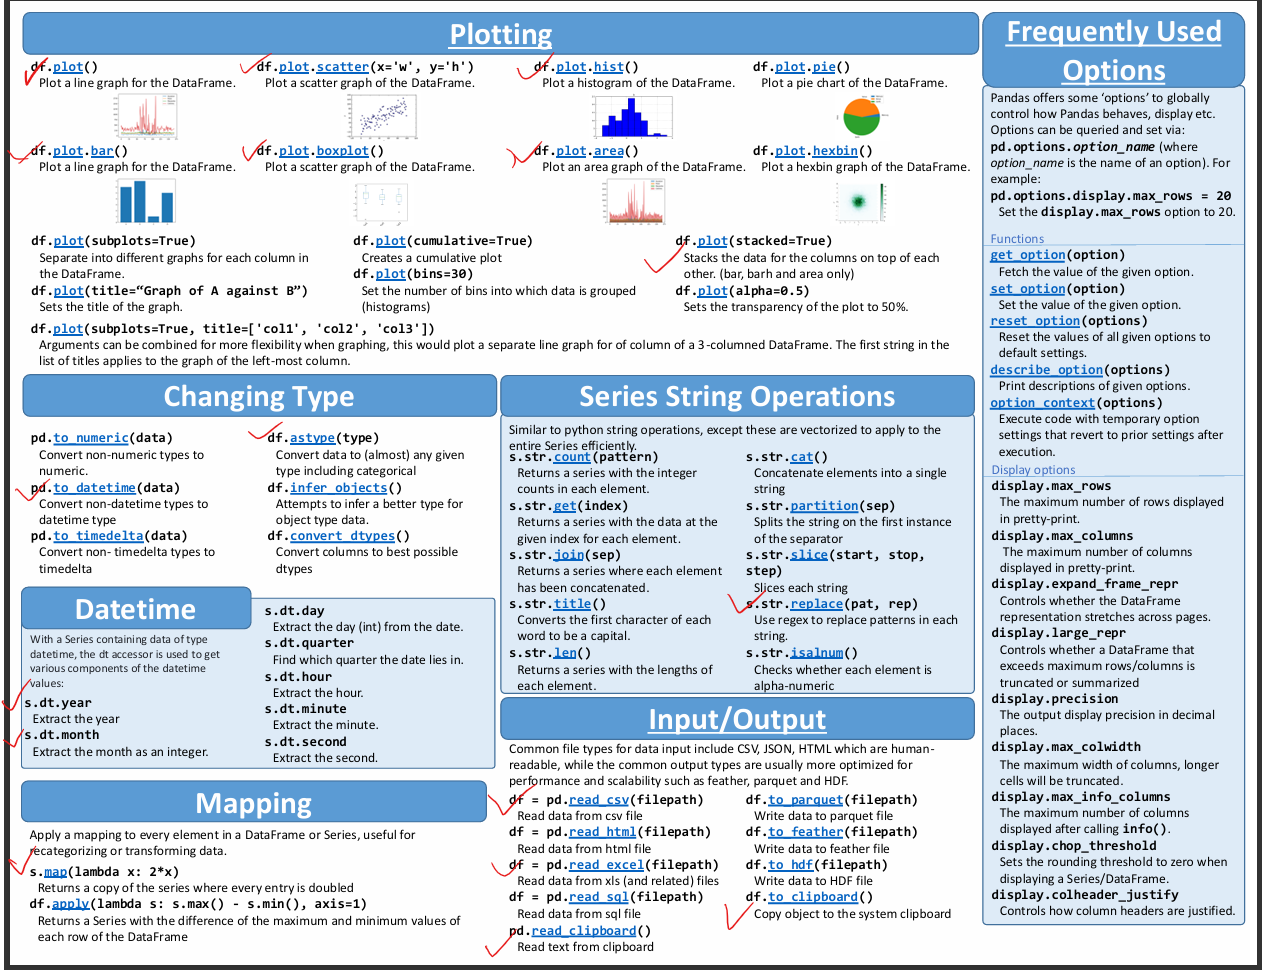 Plotting
df.plot()
Plot a line graph for the DataFrame.
df.plot.scatter(x='w', y='h')
Plot a scatter graph of the DataFrame.
df.plot.hist()
Plot a histogram of the DataFrame.
df.plot.pie()
Plot a pie chart of the DataFrame.
df.plot.bar()
Plot a line graph for the DataFrame.
df.plot.boxplot()
Plot a scatter graph of the DataFrame.
df.plot.area()
Plot an area graph of the DataFrame.
df.plot.hexbin()
Plot a hexbin graph of the DataFrame.
df.plot(subplots=True)
Separate into different graphs for each column in
the DataFrame.
df.plot(title=“Graph of A against B”)
Sets the title of the graph.
df.plot(cumulative=True)
Creates a cumulative plot
df.plot(bins=30)
Set the number of bins into which data is grouped
(histograms)
df.plot(stacked=True)
Stacks the data for the columns on top of each
other. (bar, barh and area only)
df.plot(alpha=0.5)
Sets the transparency of the plot to 50%.
df.plot(subplots=True, title=['col1', 'col2', 'col3'])
Arguments can be combined for more flexibility when graphing, this would plot a separate line graph for of column of a 3-columned DataFrame. The first string in the
list of titles applies to the graph of the left-most column.
Changing Type
pd.to_numeric(data)
Convert non-numeric types to
numeric.
pd.to_datetime(data)
Convert non-datetime types to
datetime type
pd.to_timedelta(data)
Convert non- timedelta types to
timedelta
df.astype(type)
Convert data to (almost) any given
type including categorical
df.infer_objects()
Attempts to infer a better type for
object type data.
df.convert_dtypes()
Convert columns to best possible
dtypes
Datetime
With a Series containing data of type
datetime, the dt accessor is used to get
various components of the datetime
values:
s.dt.year
Extract the year
s.dt.month
Extract the month as an integer.
s.dt.day
Extract the day (int) from the date.
s.dt.quarter
Find which quarter the date lies in.
s.dt.hour
Extract the hour.
s.dt.minute
Extract the minute.
s.dt.second
Extract the second.
Mapping
Apply a mapping to every element in a DataFrame or Series, useful for
recategorizing or transforming data.
s.map(lambda x: 2*x)
Returns a copy of the series where every entry is doubled
df.apply(lambda s: s.max() - s.min(), axis=1)
Returns a Series with the difference of the maximum and minimum values of
each row of the DataFrame
Series String Operations
Similar to python string operations, except these are vectorized to apply to the
entire Series efficiently.
s.str.count(pattern)
Returns a series with the integer
counts in each element.
s.str.get(index)
Returns a series with the data at the
given index for each element.
s.str.join(sep)
Returns a series where each element
has been concatenated.
s.str.title()
Converts the first character of each
word to be a capital.
s.str.len()
Returns a series with the lengths of
each element.
s.str.cat()
Concatenate elements into a single
string
s.str.partition(sep)
Splits the string on the first instance
of the separator
s.str.slice(start, stop,
step)
Slices each string
s.str.replace(pat, rep)
Use regex to replace patterns in each
string.
s.str.isalnum()
Checks whether each element is
alpha-numeric
Input/Output
Common file types for data input include CSV, JSON, HTML which are human-
readable, while the common output types are usually more optimized for
performance and scalability such as feather, parquet and HDF.
df = pd.read_csv(filepath)
Read data from csv file
df = pd.read_html(filepath)
Read data from html file
df = pd.read_excel(filepath)
Read data from xls (and related) files
df = pd.read_sql(filepath)
Read data from sql file
pd.read_clipboard()
Read text from clipboard
df.to_parquet(filepath)
Write data to parquet file
df.to_feather(filepath)
Write data to feather file
df.to_hdf(filepath)
Write data to HDF file
df.to_clipboard()
Copy object to the system clipboard
Frequently Used
Options
Pandas offers some ‘options’ to globally
control how Pandas behaves, display etc.
Options can be queried and set via:
pd.options.option_name (where
option_name is the name of an option). For
example:
pd.options.display.max_rows = 20
Set the display.max_rows option to 20.
Functions
get_option(option)
Fetch the value of the given option.
set_option(option)
Set the value of the given option.
reset_option(options)
Reset the values of all given options to
default settings.
describe_option(options)
Print descriptions of given options.
option_context(options)
Execute code with temporary option
settings that revert to prior settings after
execution.
Display options
display.max_rows
The maximum number of rows displayed
in pretty-print.
display.max_columns
The maximum number of columns
displayed in pretty-print.
display.expand_frame_repr
Controls whether the DataFrame
representation stretches across pages.
display.large_repr
Controls whether a DataFrame that
exceeds maximum rows/columns is
truncated or summarized
display.precision
The output display precision in decimal
places.
display.max_colwidth
The maximum width of columns, longer
cells will be truncated.
display.max_info_columns
The maximum number of columns
displayed after calling info().
display.chop_threshold
Sets the rounding threshold to zero when
displaying a Series/DataFrame.
display.colheader_justify
Controls how column headers are justified.